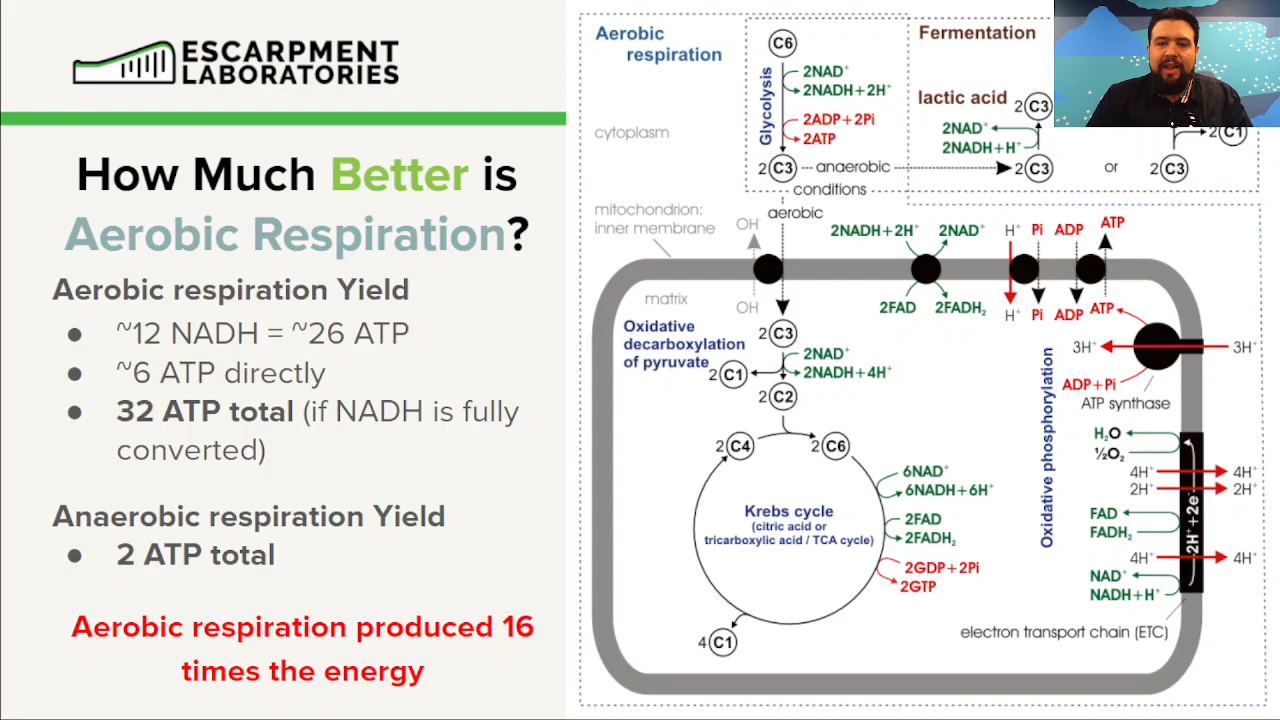 ESCARPMENT
LABORATORIES
How Much Better is
Aerobic Respiration?
Aerobic respiration Yield
● ~12 NADH = ~26 ATP
● ~6 ATP directly
● 32 ATP total (if NADH is fully
converted)
Anaerobic respiration Yield
● 2 ATP total
Aerobic respiration produced 16
times the energy
Aerobic
respiration
cytoplasm
Glycolysis
C6
2NAD⁺
2NADH+2H⁺
2ADP+2Pi
2ATP
2 C3
anaerobic
conditions
aerobic
Fermentation
lactic acid
2 C3
2NAD⁺
2NADH+H⁺
2 C3
or
2 C3
2 C1
mitochondrion:
inner membrane
OH⁻
OH⁻
matrix
2NADH+2H⁺
2NAD⁺
2FAD
2FADH₂
H⁺ Pi ADP ATP
H⁺ Pi ADP ATP
Oxidative
decarboxylation
of pyruvate
2 C3
2NAD⁺
2NADH+4H⁺
2 C1
2 C2
2 C4
2 C6
Krebs cycle
(citric acid or
tricarboxylic acid / TCA cycle)
6NAD⁺
6NADH+6H⁺
2FAD
2FADH₂
2GDP+2Pi
2GTP
4 C1
Oxidative phosphorylation
3H⁺
3H⁺
ADP+Pi
ATP synthase
H₂O
½O₂
4H⁺ 4H⁺
2H⁺ 2H⁺
FAD
FADH₂
4H⁺ 4H⁺
NAD⁺
NADH+H⁺
2H⁺+2e⁻
electron transport chain (ETC)